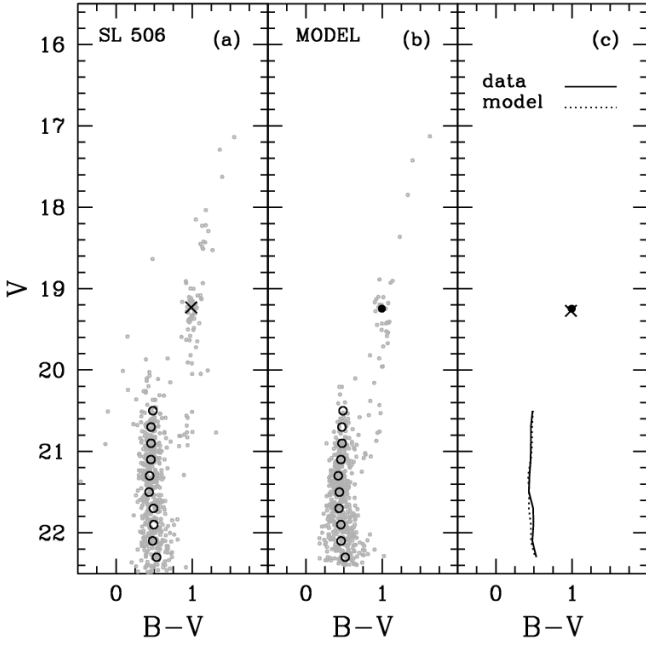 SL 506 (a)
MODEL (b)
(c)
data
model
V
16
17
18
19
20
21
22
0 1
0 1
0 1
B-V
B-V
B-V